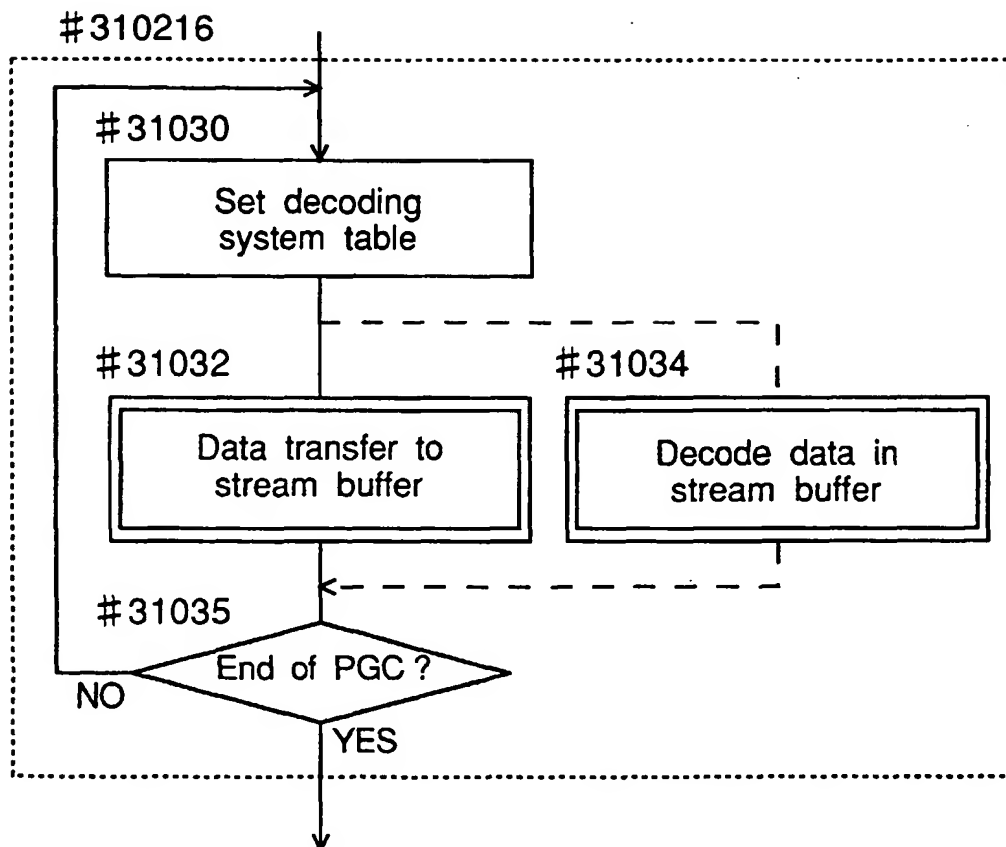 #310216
#31030
Set decoding
system table
#31032
#31034
Data transfer to
stream buffer
Decode data in
stream buffer
#31035
End of PGC?
NO
YES